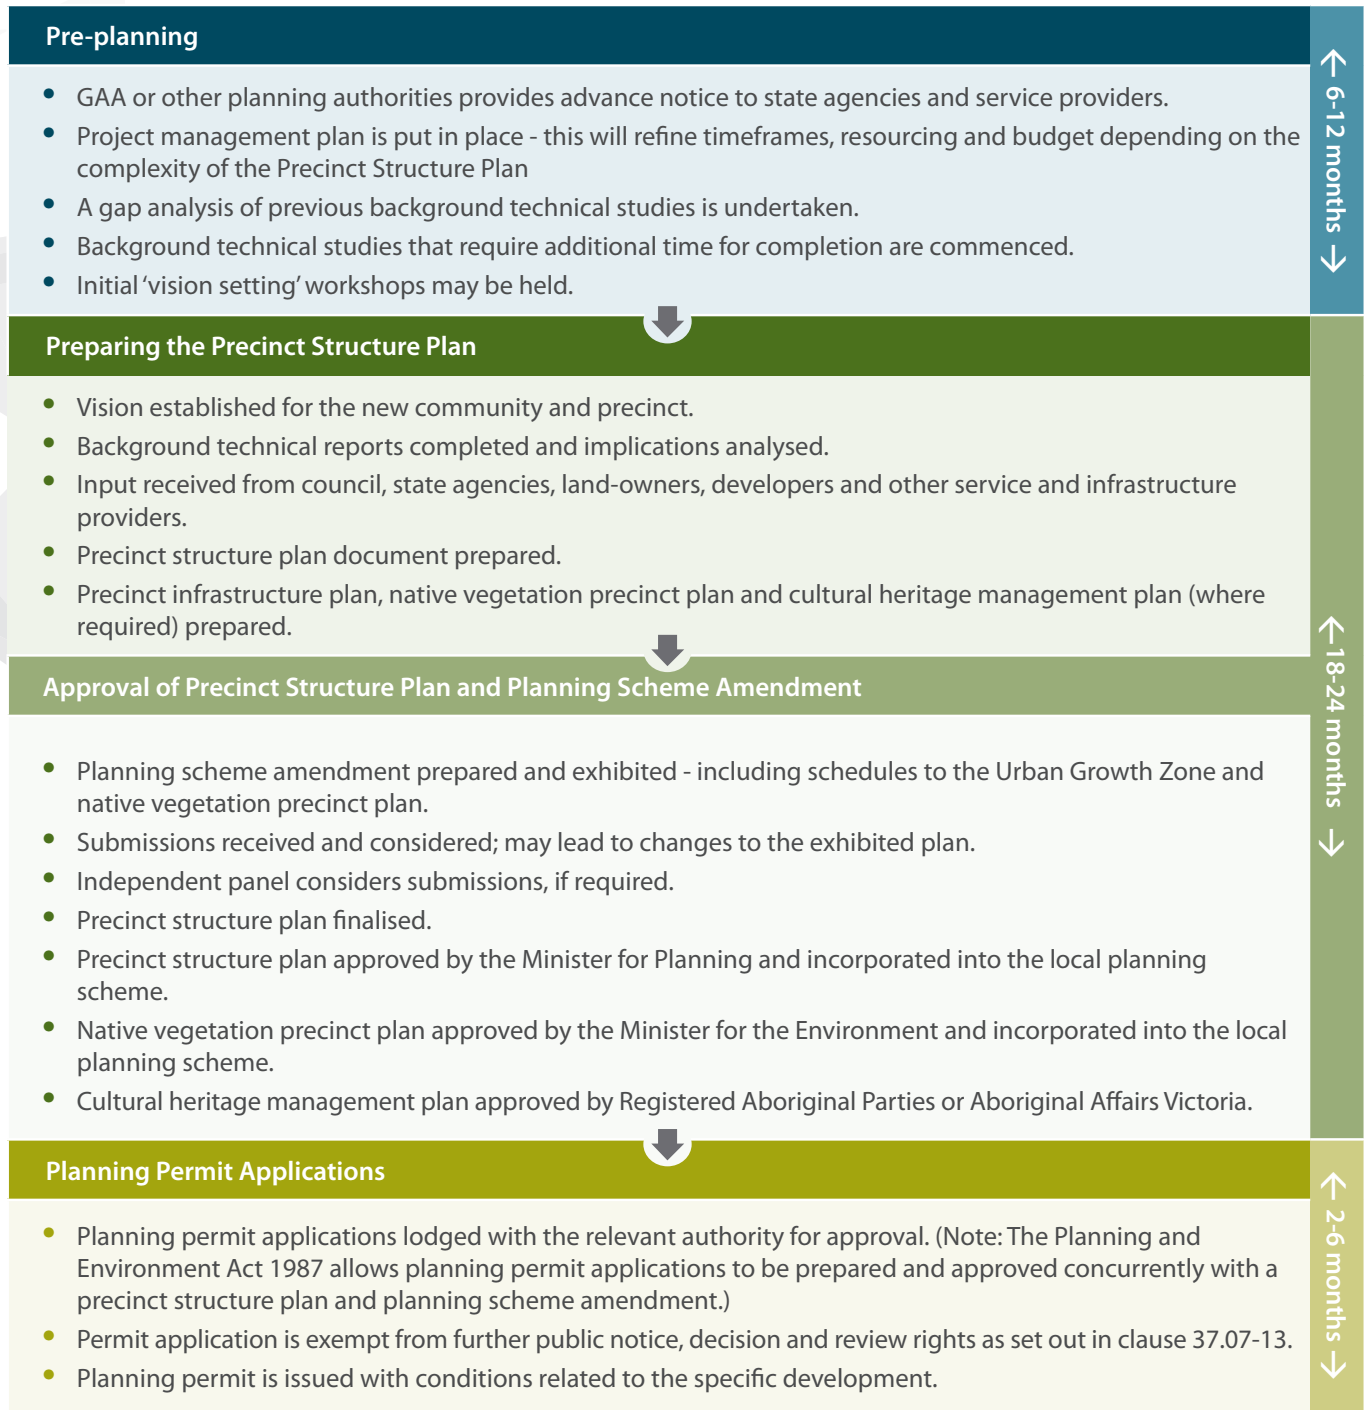 Pre-planning
• GAA or other planning authorities provides advance notice to state agencies and service providers.
• Project management plan is put in place - this will refine timeframes, resourcing and budget depending on the
complexity of the Precinct Structure Plan
• A gap analysis of previous background technical studies is undertaken.
• Background technical studies that require additional time for completion are commenced.
• Initial ‘vision setting’ workshops may be held.
← 6-12 months →
Preparing the Precinct Structure Plan
• Vision established for the new community and precinct.
• Background technical reports completed and implications analysed.
• Input received from council, state agencies, land-owners, developers and other service and infrastructure
providers.
• Precinct structure plan document prepared.
• Precinct infrastructure plan, native vegetation precinct plan and cultural heritage management plan (where
required) prepared.
Approval of Precinct Structure Plan and Planning Scheme Amendment
• Planning scheme amendment prepared and exhibited - including schedules to the Urban Growth Zone and
native vegetation precinct plan.
• Submissions received and considered; may lead to changes to the exhibited plan.
• Independent panel considers submissions, if required.
• Precinct structure plan finalised.
• Precinct structure plan approved by the Minister for Planning and incorporated into the local planning
scheme.
• Native vegetation precinct plan approved by the Minister for the Environment and incorporated into the local
planning scheme.
• Cultural heritage management plan approved by Registered Aboriginal Parties or Aboriginal Affairs Victoria.
← 18-24 months →
Planning Permit Applications
• Planning permit applications lodged with the relevant authority for approval. (Note: The Planning and
Environment Act 1987 allows planning permit applications to be prepared and approved concurrently with a
precinct structure plan and planning scheme amendment.)
• Permit application is exempt from further public notice, decision and review rights as set out in clause 37.07-13.
• Planning permit is issued with conditions related to the specific development.
← 2-6 months →